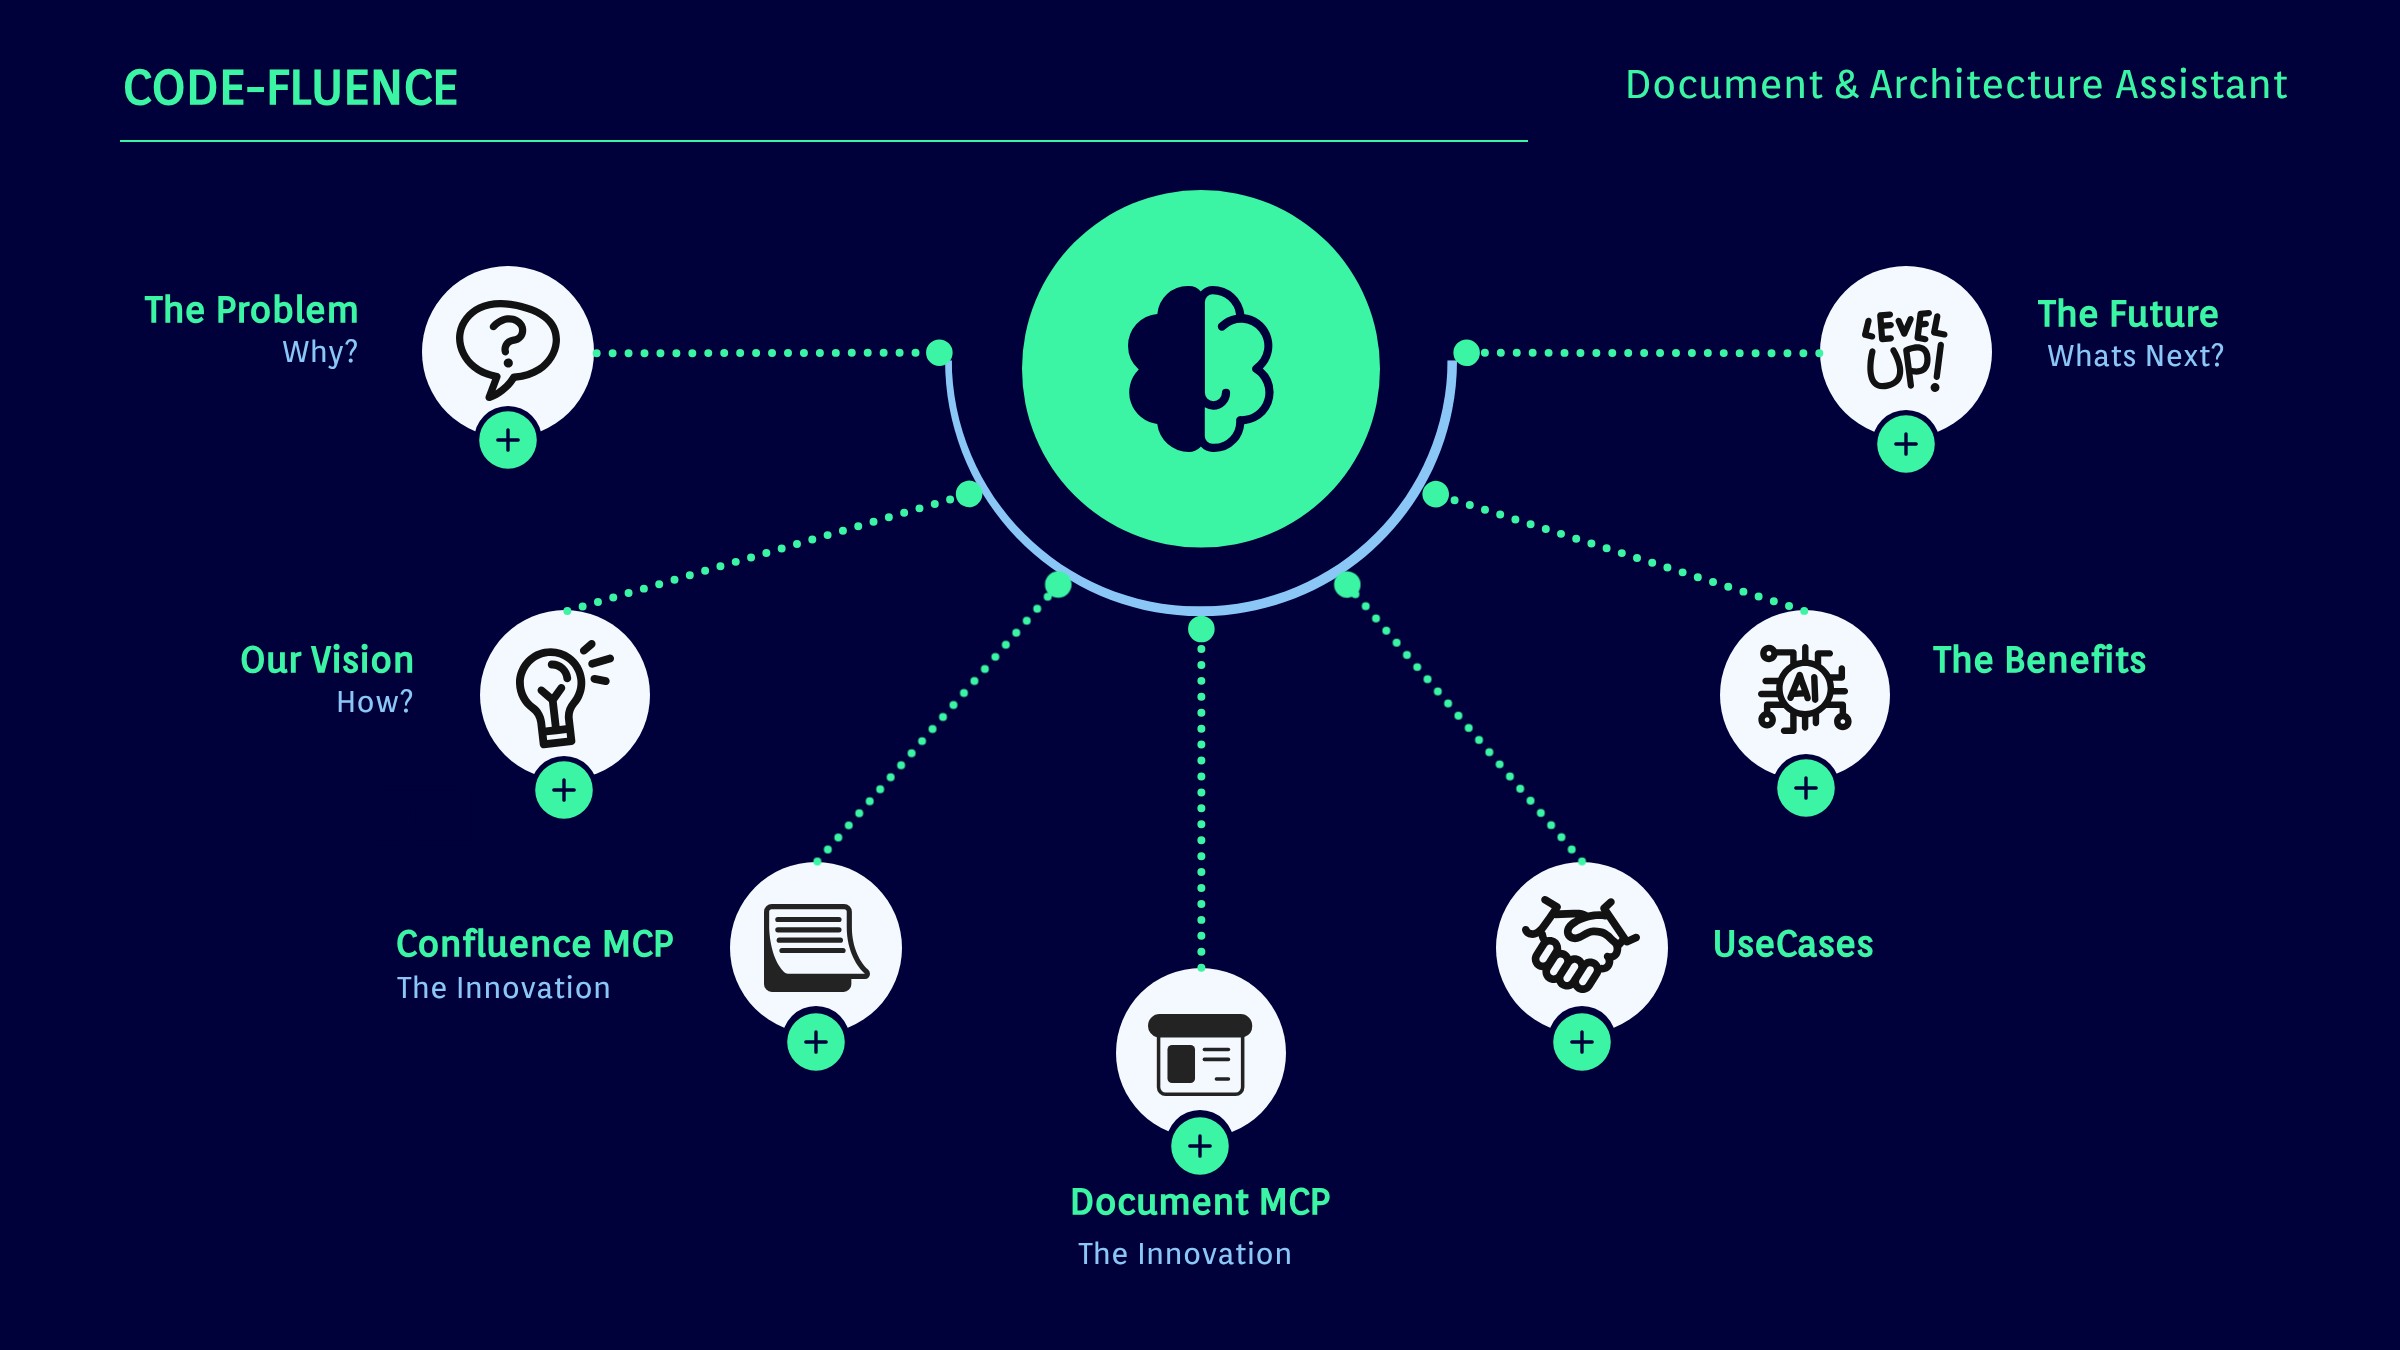 CODE-FLUENCE
Document & Architecture Assistant
The Problem
Why?
Our Vision
How?
Confluence MCP
The Innovation
Document MCP
The Innovation
UseCases
AI
The Benefits
LEVEL
UP!
The Future
Whats Next?